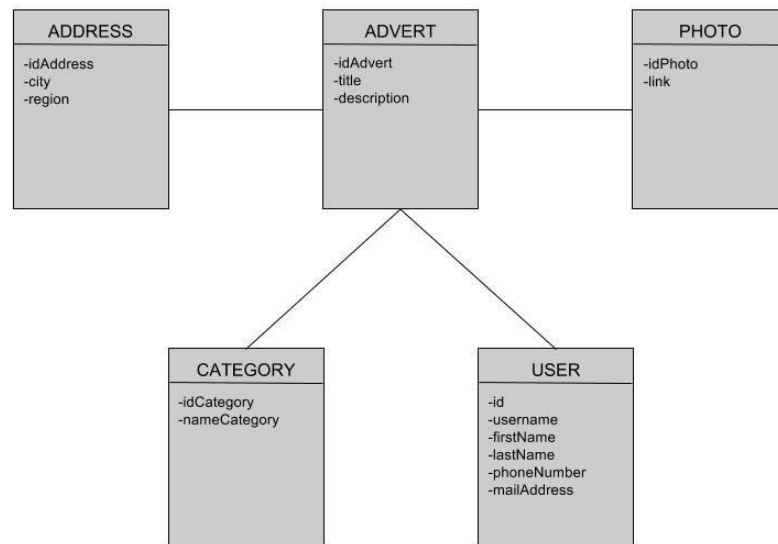 ADDRESS
-idAddress
-city
-region
ADVERT
-idAdvert
-title
-description
PHOTO
-idPhoto
-link
CATEGORY
-idCategory
-nameCategory
USER
-id
-username
-firstName
-lastName
-phoneNumber
-mailAddress